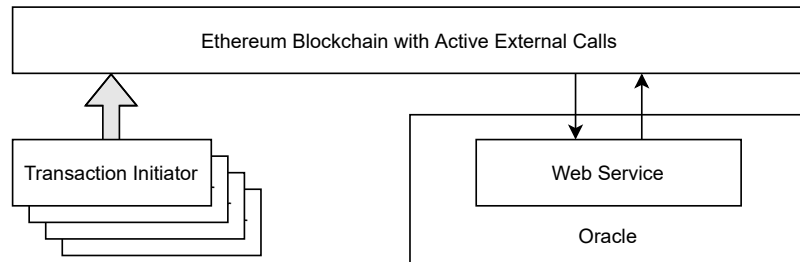 Ethereum Blockchain with Active External Calls
Transaction Initiator
Web Service
Oracle